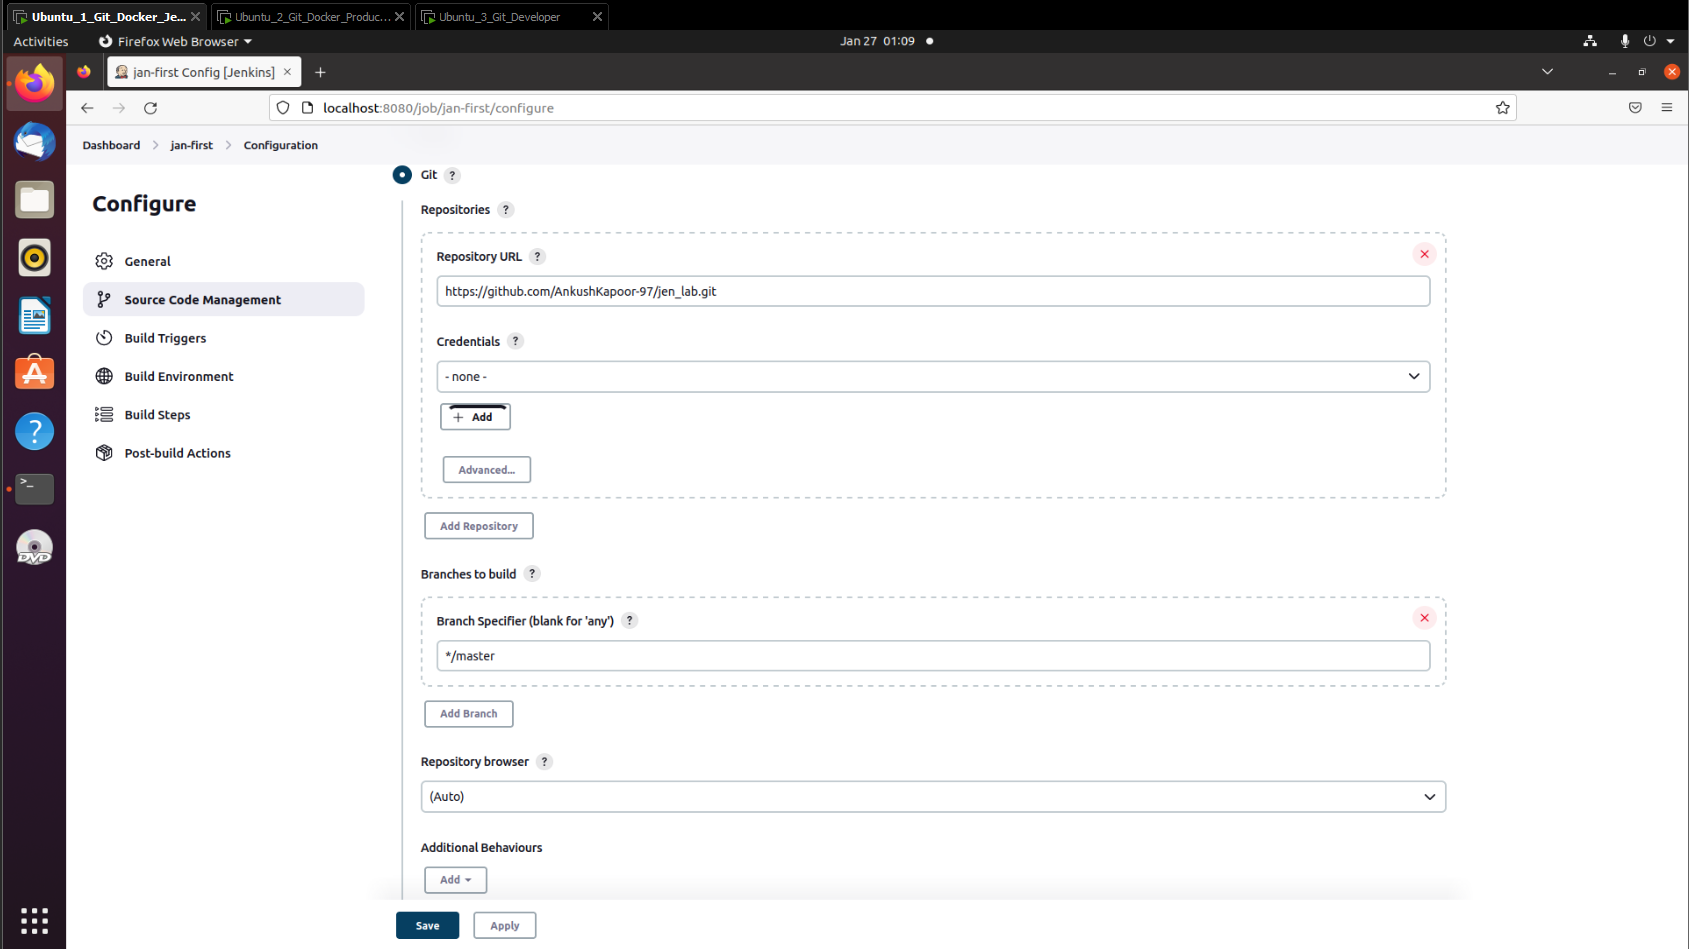 Ubuntu_1_Git_Docker_Je...
Ubuntu_2_Git_Docker_Produc...
Ubuntu_3_Git_Developer
Activities
Firefox Web Browser
Jan 27 01:09
jan-first Config [Jenkins]
localhost:8080/job/jan-first/configure
Dashboard
jan-first
Configuration
Configure
General
Source Code Management
Build Triggers
Build Environment
Build Steps
Post-build Actions
Git ?
Repositories ?
Repository URL ?
https://github.com/AnkushKapoor-97/jen_lab.git
Credentials ?
- none -
+ Add
Advanced...
Add Repository
Branches to build ?
Branch Specifier (blank for 'any') ?
*/master
Add Branch
Repository browser ?
(Auto)
Additional Behaviours
Add
Save
Apply
DVD